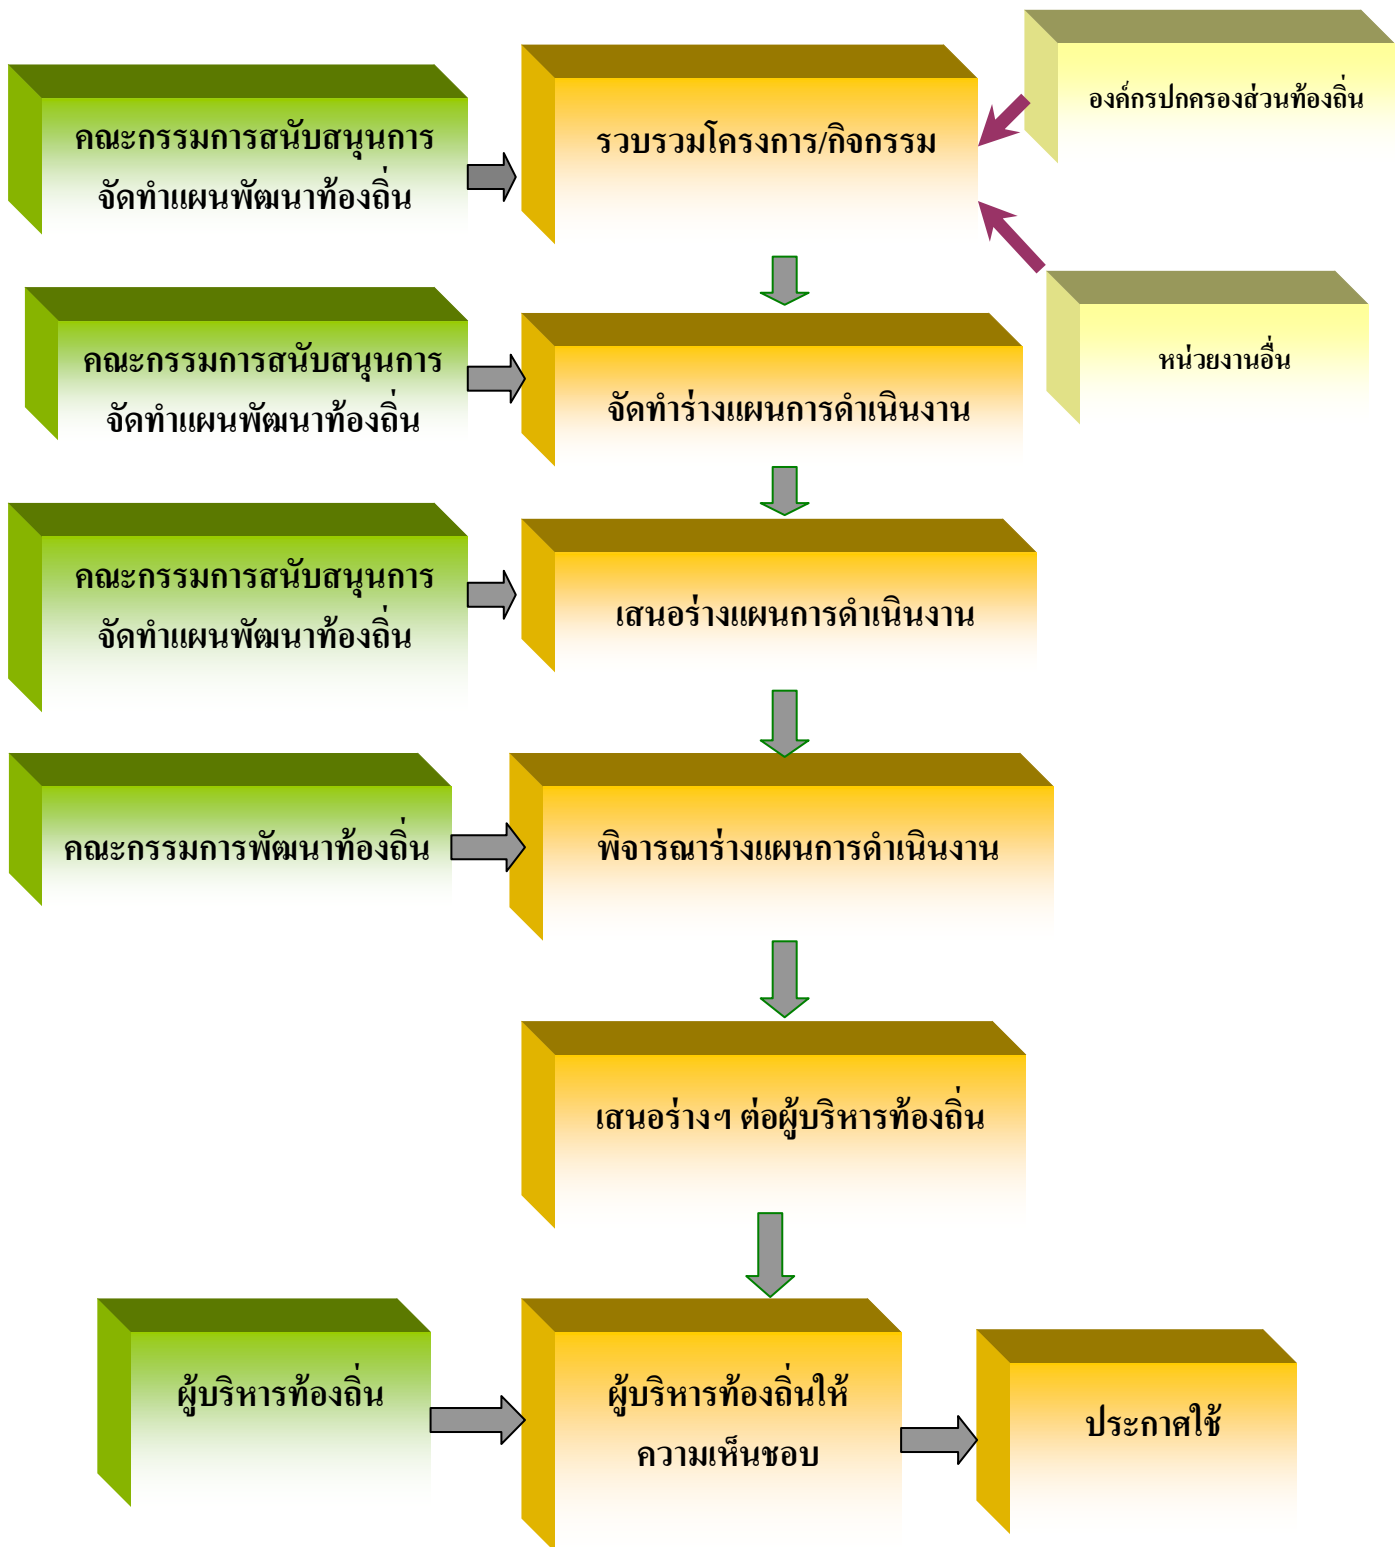 คณะกรรมการสนับสนุนการ
จัดทำแผนพัฒนาท้องถิ่น
รวบรวมโครงการ/กิจกรรม
องค์กรปกครองส่วนท้องถิ่น
หน่วยงานอื่น
คณะกรรมการสนับสนุนการ
จัดทำแผนพัฒนาท้องถิ่น
จัดทำร่างแผนการดำเนินงาน
คณะกรรมการสนับสนุนการ
จัดทำแผนพัฒนาท้องถิ่น
เสนอร่างแผนการดำเนินงาน
คณะกรรมการพัฒนาท้องถิ่น
พิจารณาร่างแผนการดำเนินงาน
เสนอร่างฯ ต่อผู้บริหารท้องถิ่น
ผู้บริหารท้องถิ่น
ผู้บริหารท้องถิ่นให้
ความเห็นชอบ
ประกาศใช้